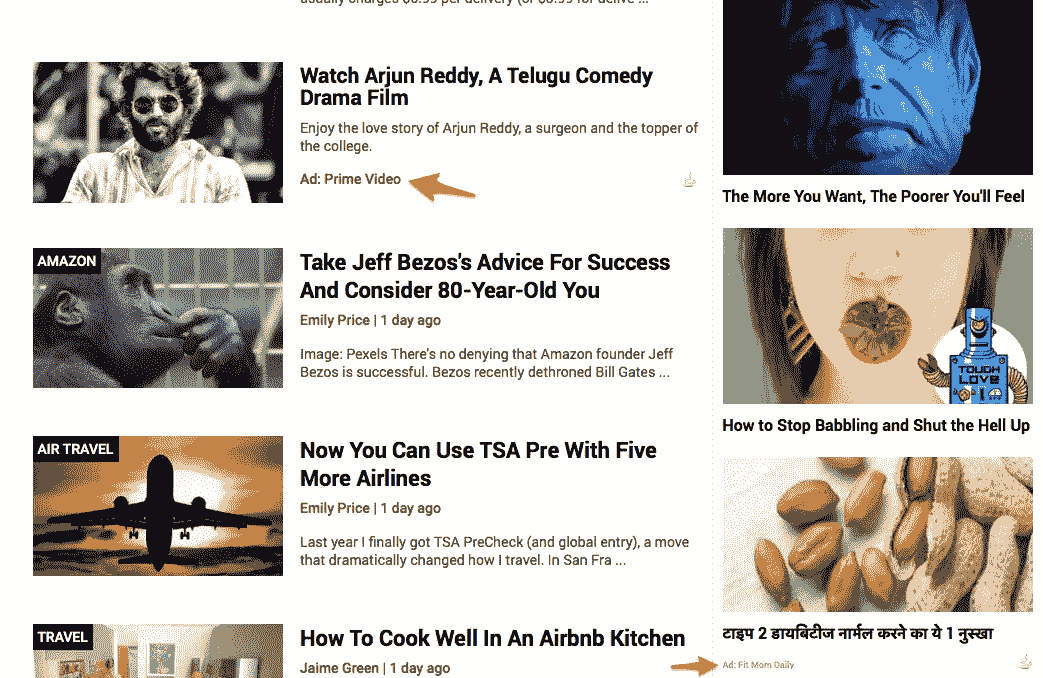 usually charges $6.99 per delivery (or $8.99 for delive ...
Watch Arjun Reddy, A Telugu Comedy
Drama Film
Enjoy the love story of Arjun Reddy, a surgeon and the topper of
the college.
Ad: Prime Video
AMAZON
Take Jeff Bezos's Advice For Success
And Consider 80-Year-Old You
Emily Price | 1 day ago
Image: Pexels There's no denying that Amazon founder Jeff
Bezos is successful. Bezos recently dethroned Bill Gates ...
AIR TRAVEL
Now You Can Use TSA Pre With Five
More Airlines
Emily Price | 1 day ago
Last year I finally got TSA PreCheck (and global entry), a move
that dramatically changed how I travel. In San Fra ...
TRAVEL
How To Cook Well In An Airbnb Kitchen
Jaime Green | 1 day ago
The More You Want, The Poorer You'll Feel
TOUGH
LOVE
How to Stop Babbling and Shut the Hell Up
टाइप 2 डायबिटीज नार्मल करने का ये 1 नुस्खा
Ad: Fit Mom Daily